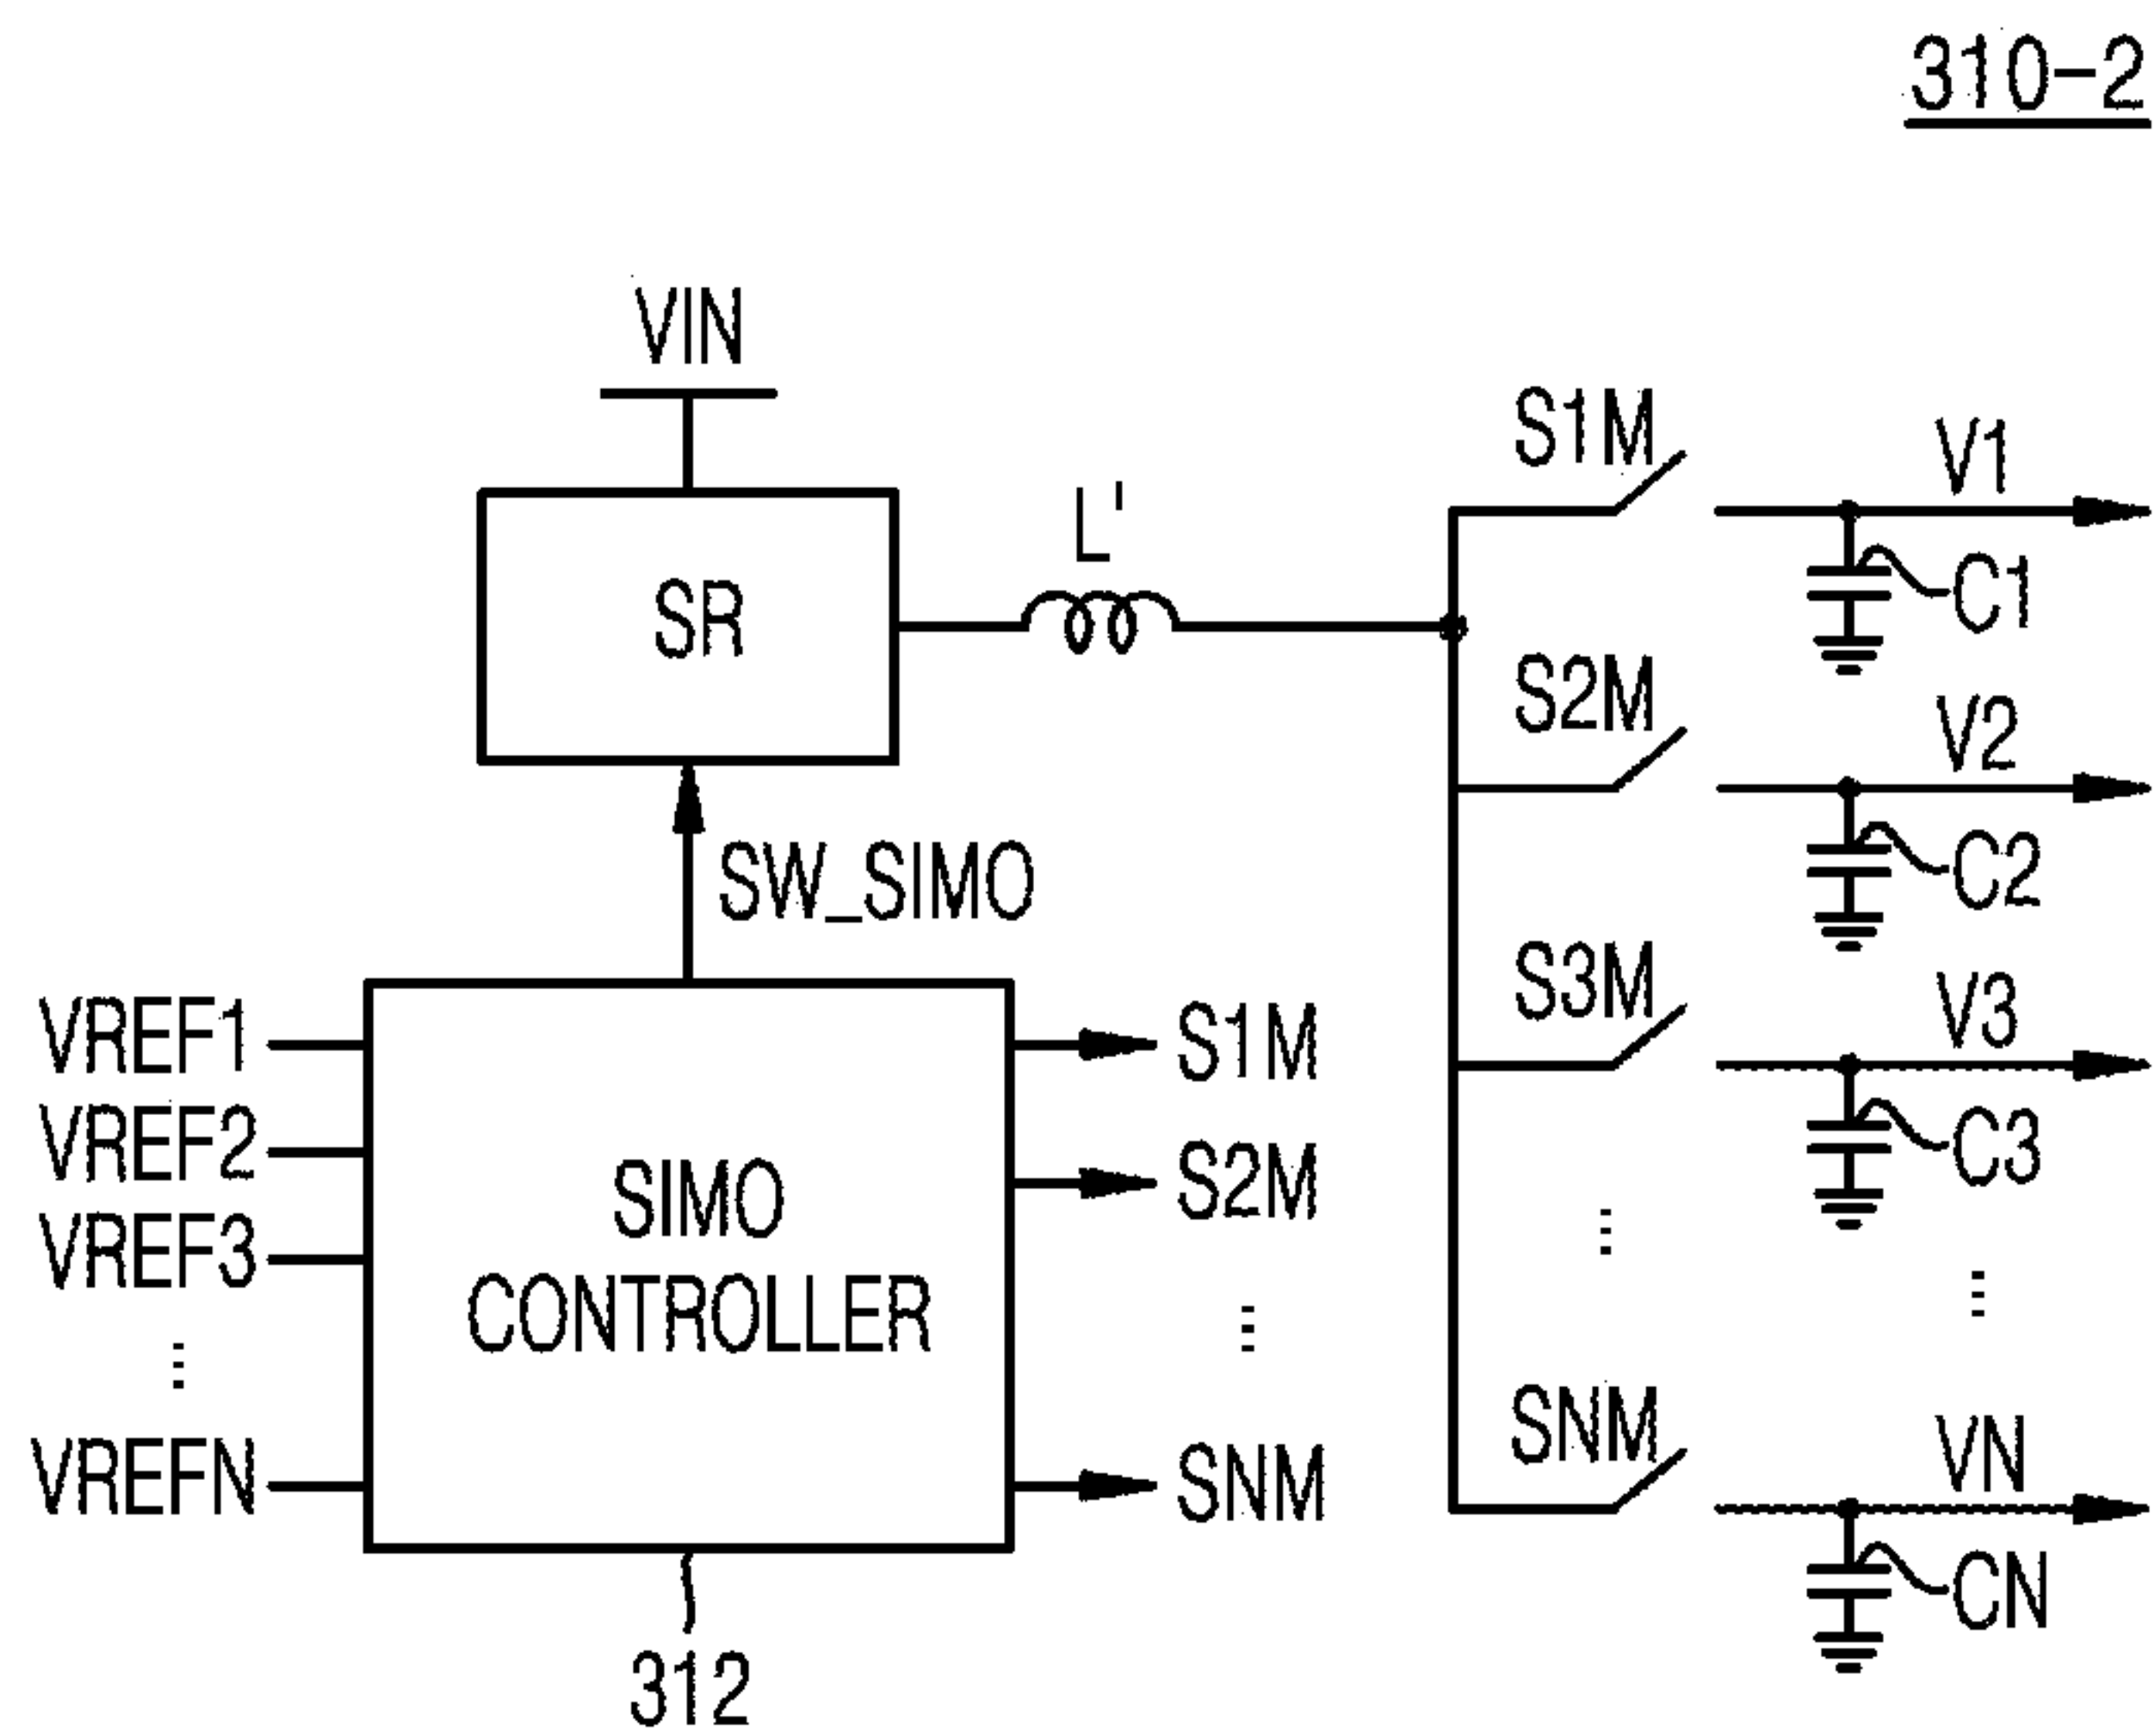 310-2
VIN
SR
L'
SW_SIMO
VREF1
VREF2
VREF3
VREFN
SIMO
CONTROLLER
312
S1M
S2M
SNM
S1M
S2M
S3M
SNM
V1
C1
V2
C2
V3
C3
VN
CN